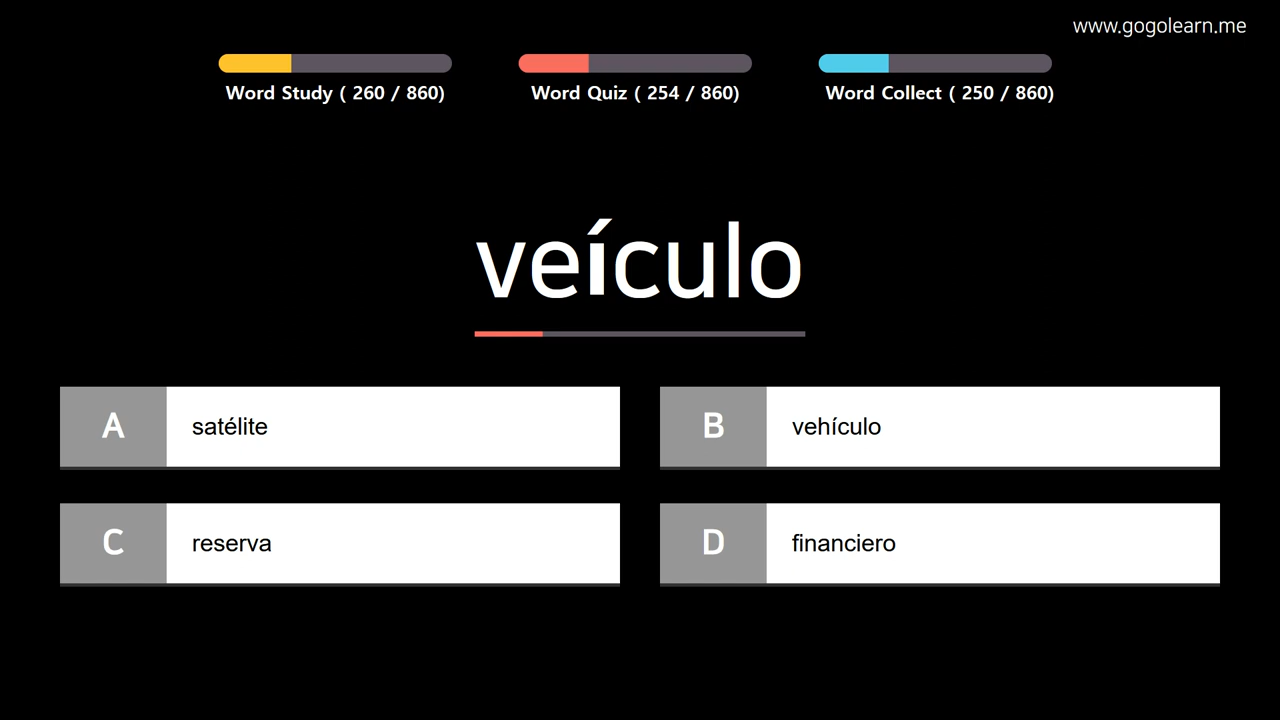 www.gogolearn.me
Word Study ( 260 / 860)
Word Quiz ( 254 / 860)
Word Collect ( 250 / 860)
veículo
A
satélite
B
vehículo
C
reserva
D
financiero